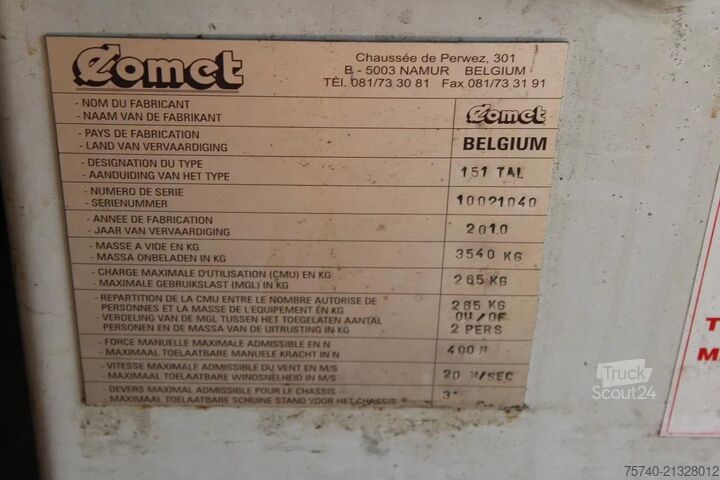 Comet
Chaussée de Perwez, 301
B - 5003 NAMUR BELGIUM
TÉl. 081/73 30 81 Fax 081/73 31 91
- NOM DU FABRICANT
- NAAM VAN DE FABRIKANT
Comet
- PAYS DE FABRICATION
- LAND VAN VERVAARDIGING
BELGIUM
- DESIGNATION DU TYPE
- AANDUIDING VAN HET TYPE
151 TAL
- NUMERO DE SERIE
- SERIENUMMER
10021040
- ANNEE DE FABRICATION
- JAAR VAN VERVAARDIGING
2010
- MASSE A VIDE EN KG
- MASSA ONBELADEN IN KG
3540 KG
- CHARGE MAXIMALE D'UTILISATION (CMU) EN KG
- MAXIMALE GEBRUIKSLAST (MGL) IN KG
265 KG
- REPARTITION DE LA CMU ENTRE LE NOMBRE AUTORISE DE
PERSONNES ET LA MASSE DE L'EQUIPEMENT EN KG
- VERDELING VAN DE MGL TUSSEN HET TOEGELATEN AANTAL
PERSONEN EN DE MASSA VAN DE UITRUSTING IN KG
265 KG
OU/OF
2 PERS
- FORCE MANUELLE MAXIMALE ADMISSIBLE EN N
- MAXIMAAL TOELAATBARE MANUELE KRACHT IN N
400 N
- VITESSE MAXIMALE ADMISSIBLE DU VENT EN M/S
- MAXIMAAL TOELAATBARE WINDSNELHEID IN M/S
20 M/SEC
- DEVERS MAXIMAL ADMISSIBLE POUR LE CHASSIS
- MAXIMAAL TOELAATBARE SCHUINE STAND VOOR HET CHASSIS
3°
T
M
Truck
Scout24
75740-21328012